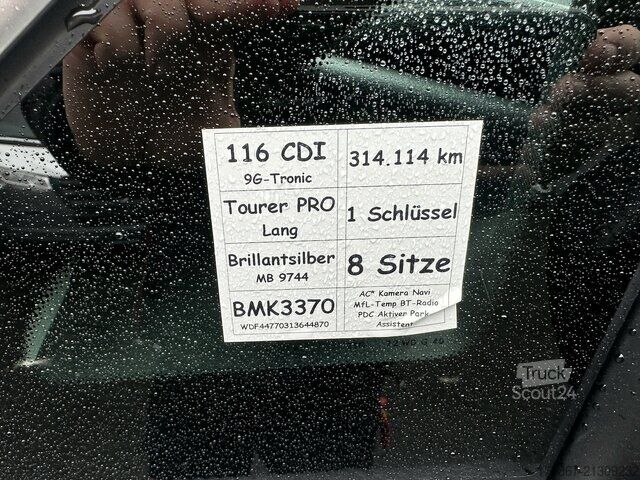 116 CDI
9G-Tronic
314.114 km
Tourer PRO
Lang
1 Schlüssel
Brillantsilber
MB 9744
8 Sitze
BMK3370
WDF44770313644870
AC° Kamera Navi
MfL-Temp BT-Radio
PDC Aktiver Park
Assistent
Truck
Scout24